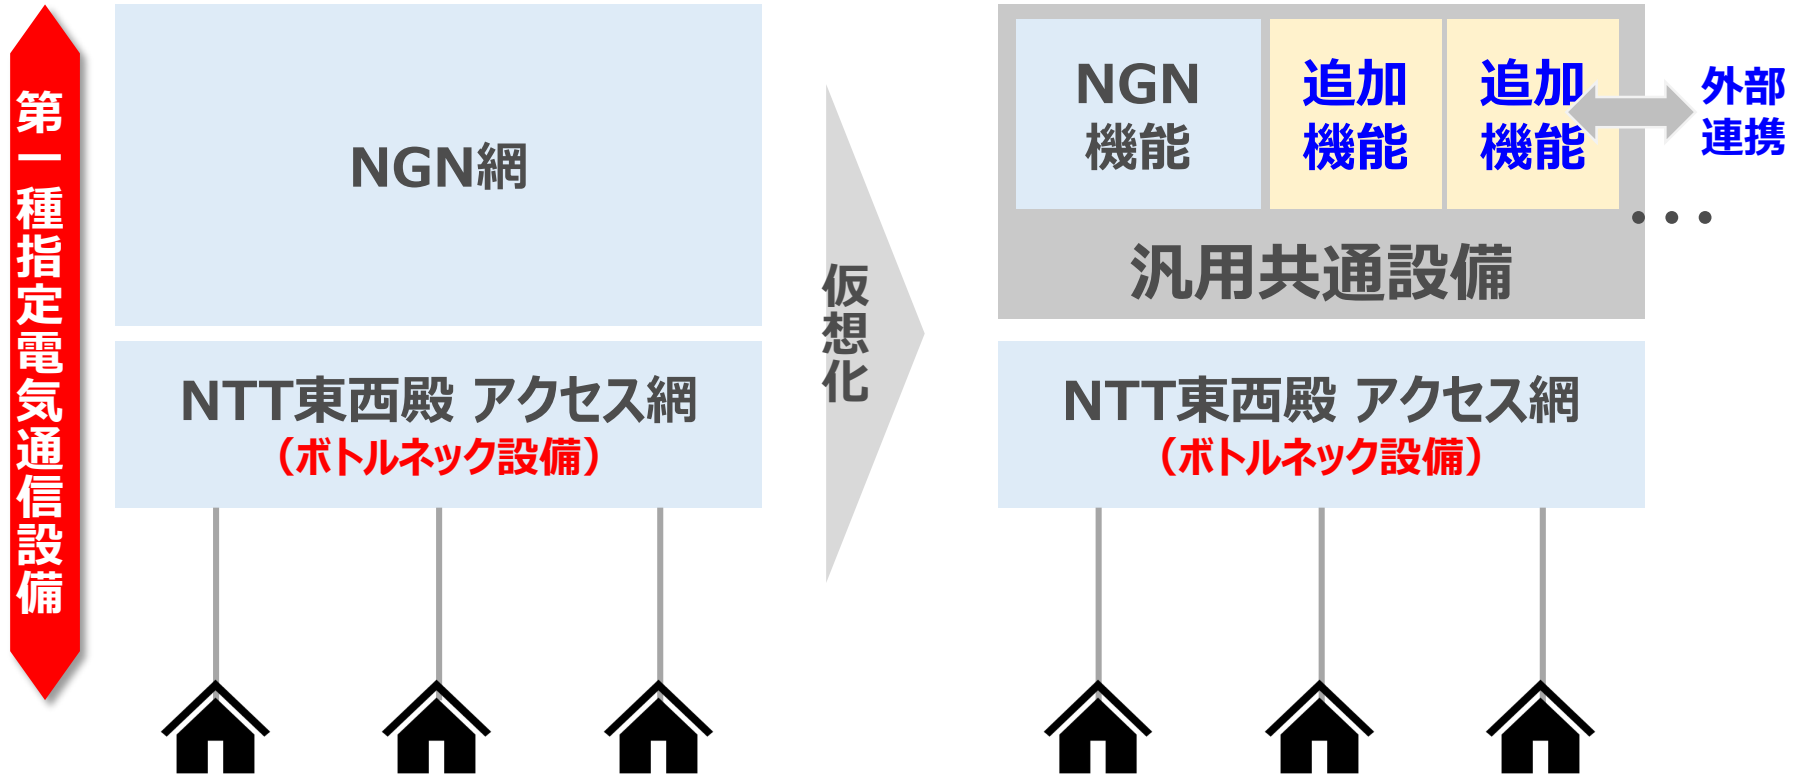 第一種指定電気通信設備
NGN網
NTT東西殿 アクセス網
（ボトルネック設備）
仮想化
NGN
機能
追加
機能
追加
機能
外部
連携
・・・
汎用共通設備
NTT東西殿 アクセス網
（ボトルネック設備）